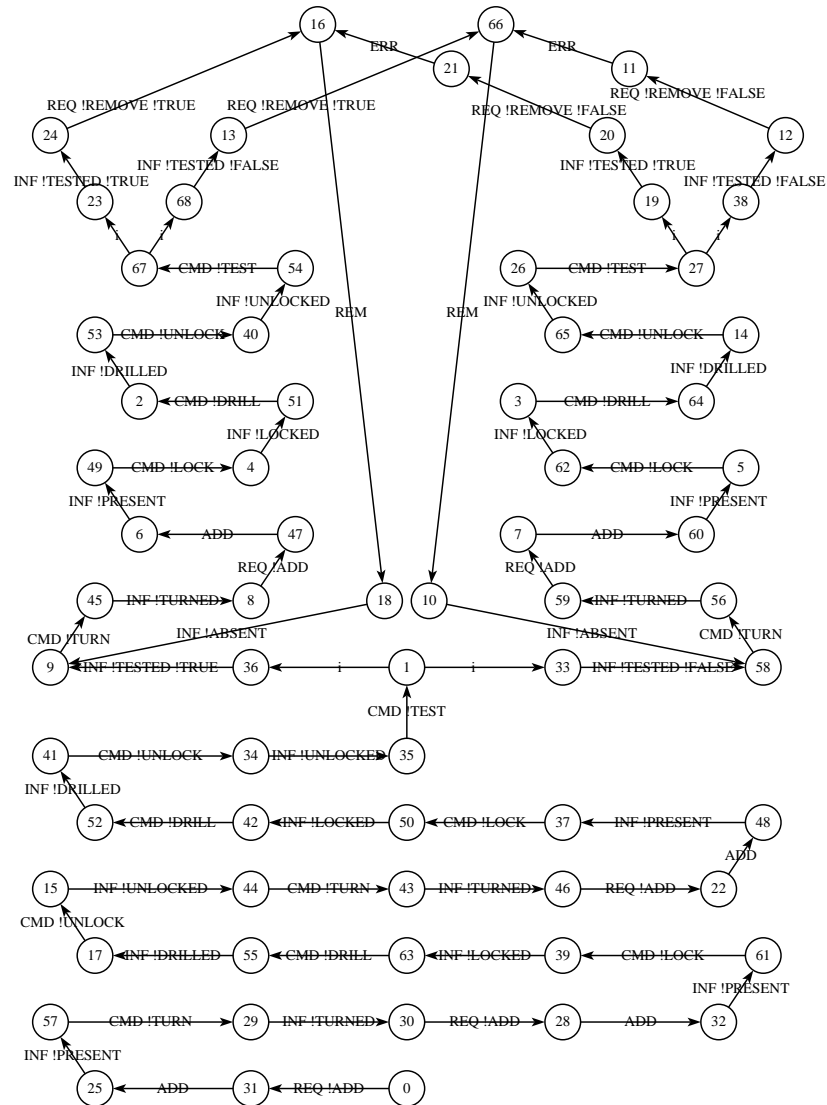 16 66
ERR ERR
21 11
REQ !REMOVE !TRUE REQ !REMOVE !TRUE REQ !REMOVE !FALSE REQ !REMOVE !FALSE
24 13 20 12
INF !TESTED !TRUE INF !TESTED !FALSE INF !TESTED !TRUE INF !TESTED !FALSE
23 68 19 38
i i i i
67 CMD !TEST 54 26 CMD !TEST 27
INF !UNLOCKED INF !UNLOCKED
REM REM
53 CMD !UNLOCK 40 65 CMD !UNLOCK 14
INF !DRILLED INF !DRILLED
2 CMD !DRILL 51 3 CMD !DRILL 64
INF !LOCKED INF !LOCKED
49 CMD !LOCK 4 62 CMD !LOCK 5
INF !PRESENT INF !PRESENT
6 ADD 47 7 ADD 60
REQ !ADD REQ !ADD
45 INF !TURNED 8 18 10 59 INF !TURNED 56
CMD !TURN INF !ABSENT INF !ABSENT CMD !TURN
9 INF !TESTED !TRUE 36 i 1 i 33 INF !TESTED !FALSE 58
CMD !TEST
41 CMD !UNLOCK 34 INF !UNLOCKED 35
INF !DRILLED
52 CMD !DRILL 42 INF !LOCKED 50 CMD !LOCK 37 INF !PRESENT 48
ADD
15 INF !UNLOCKED 44 CMD !TURN 43 INF !TURNED 46 REQ !ADD 22
CMD !UNLOCK
17 INF !DRILLED 55 CMD !DRILL 63 INF !LOCKED 39 CMD !LOCK 61
INF !PRESENT
57 CMD !TURN 29 INF !TURNED 30 REQ !ADD 28 ADD 32
INF !PRESENT
25 ADD 31 REQ !ADD 0